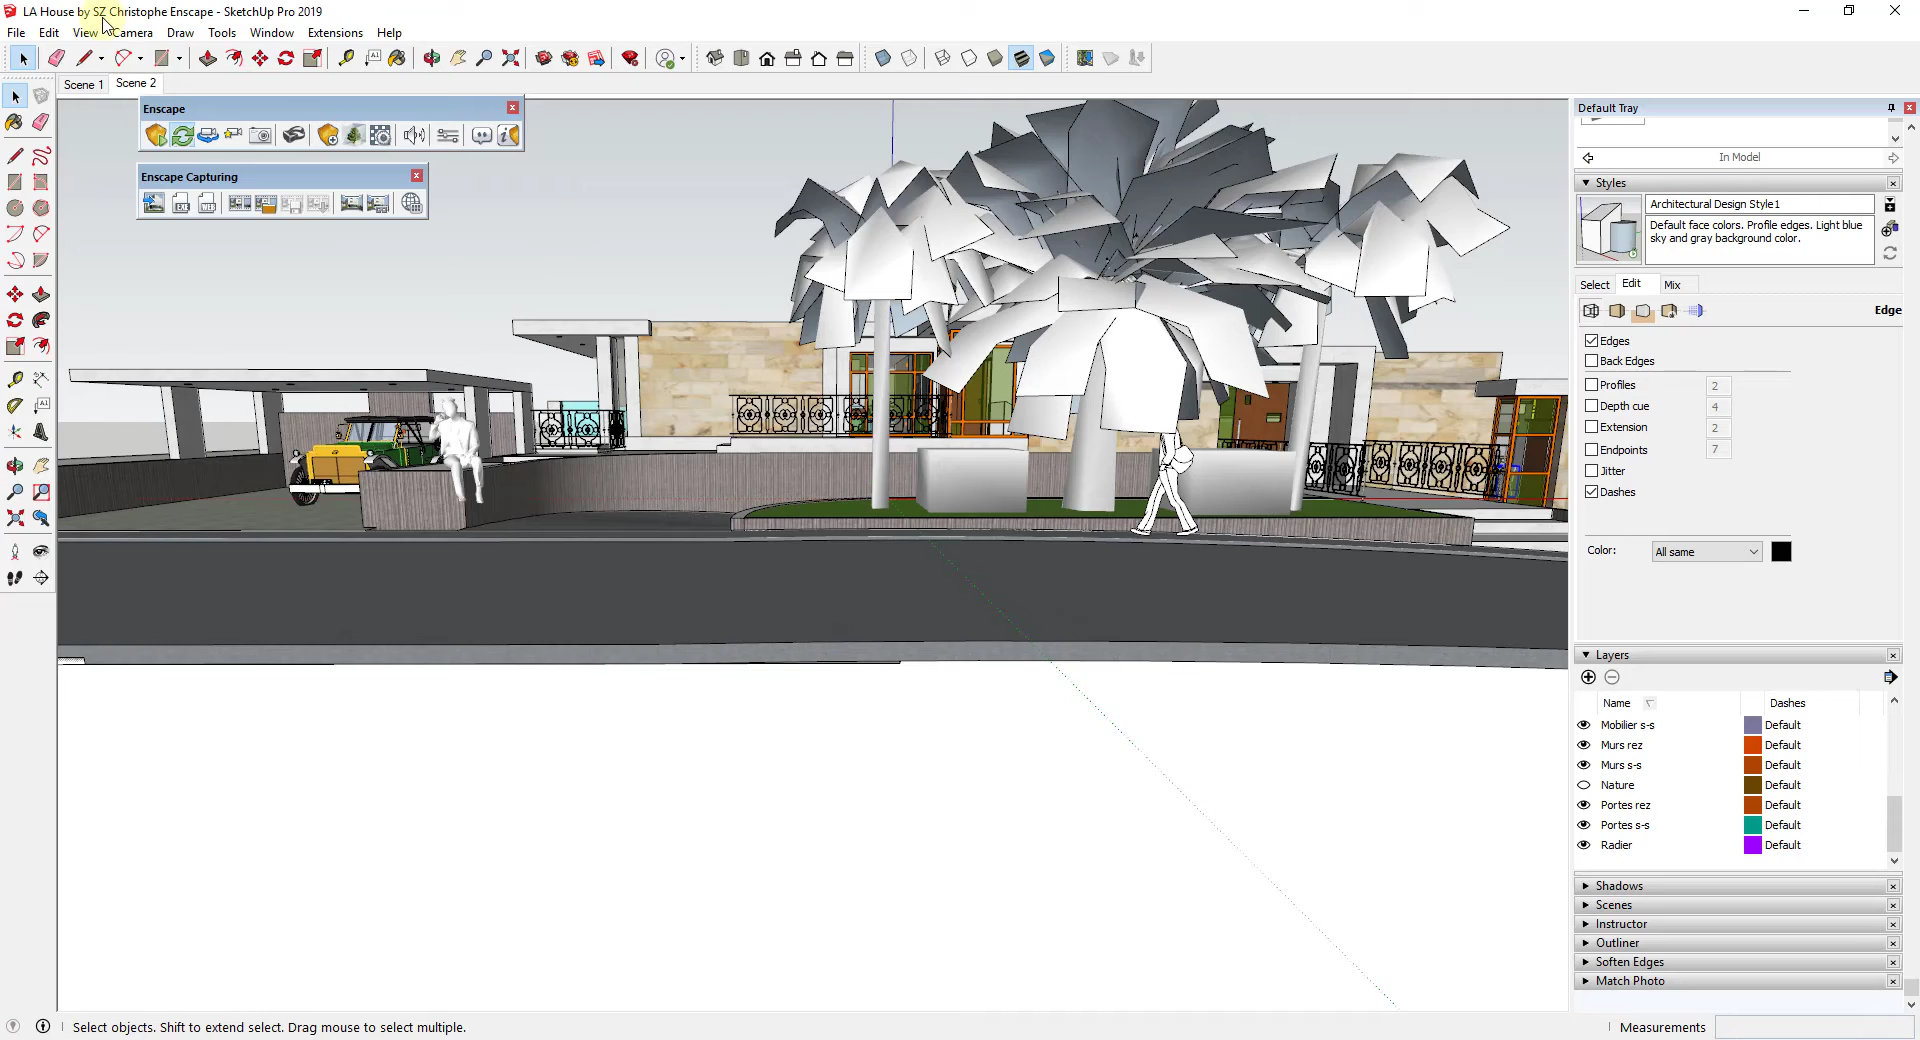 LA House by SZ Christophe Enscape - SketchUp Pro 2019
File Edit View Camera Draw Tools Window Extensions Help
Scene 1 Scene 2
Enscape
Enscape Capturing
Default Tray
In Model
Styles
Architectural Design Style1
Default face colors. Profile edges. Light blue
sky and gray background color.
Select Edit Mix
Edge
Edges
Back Edges
Profiles 2
Depth cue 4
Extension 2
Endpoints 7
Jitter
Dashes
Color: All same
Layers
Name Dashes
Mobilier s-s Default
Murs rez Default
Murs s-s Default
Nature Default
Portes rez Default
Portes s-s Default
Radier Default
Shadows
Scenes
Instructor
Outliner
Soften Edges
Match Photo
Select objects. Shift to extend select. Drag mouse to select multiple.
Measurements